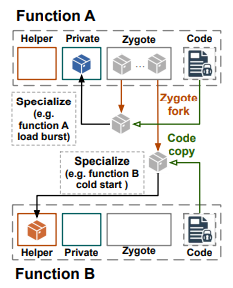 Function A
Helper Private Zygote Code
...
Specialize
(e.g.
function A
load burst)
Zygote
fork
Code
copy
Specialize
(e.g. function B
cold start )
Helper Private Zygote Code
Function B